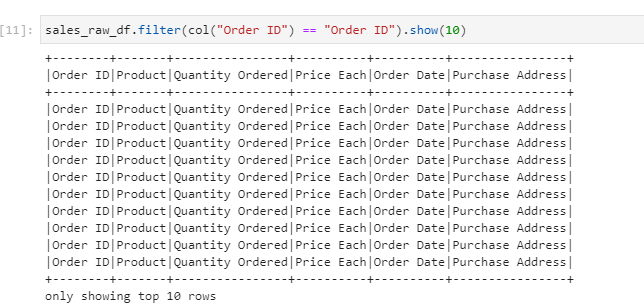 [11]: sales_raw_df.filter(col("Order ID") == "Order ID").show(10)
+--------+-------+----------------+----------+----------+----------------+
|Order ID|Product|Quantity Ordered|Price Each|Order Date|Purchase Address|
+--------+-------+----------------+----------+----------+----------------+
|Order ID|Product|Quantity Ordered|Price Each|Order Date|Purchase Address|
|Order ID|Product|Quantity Ordered|Price Each|Order Date|Purchase Address|
|Order ID|Product|Quantity Ordered|Price Each|Order Date|Purchase Address|
|Order ID|Product|Quantity Ordered|Price Each|Order Date|Purchase Address|
|Order ID|Product|Quantity Ordered|Price Each|Order Date|Purchase Address|
|Order ID|Product|Quantity Ordered|Price Each|Order Date|Purchase Address|
|Order ID|Product|Quantity Ordered|Price Each|Order Date|Purchase Address|
|Order ID|Product|Quantity Ordered|Price Each|Order Date|Purchase Address|
|Order ID|Product|Quantity Ordered|Price Each|Order Date|Purchase Address|
|Order ID|Product|Quantity Ordered|Price Each|Order Date|Purchase Address|
+--------+-------+----------------+----------+----------+----------------+
only showing top 10 rows